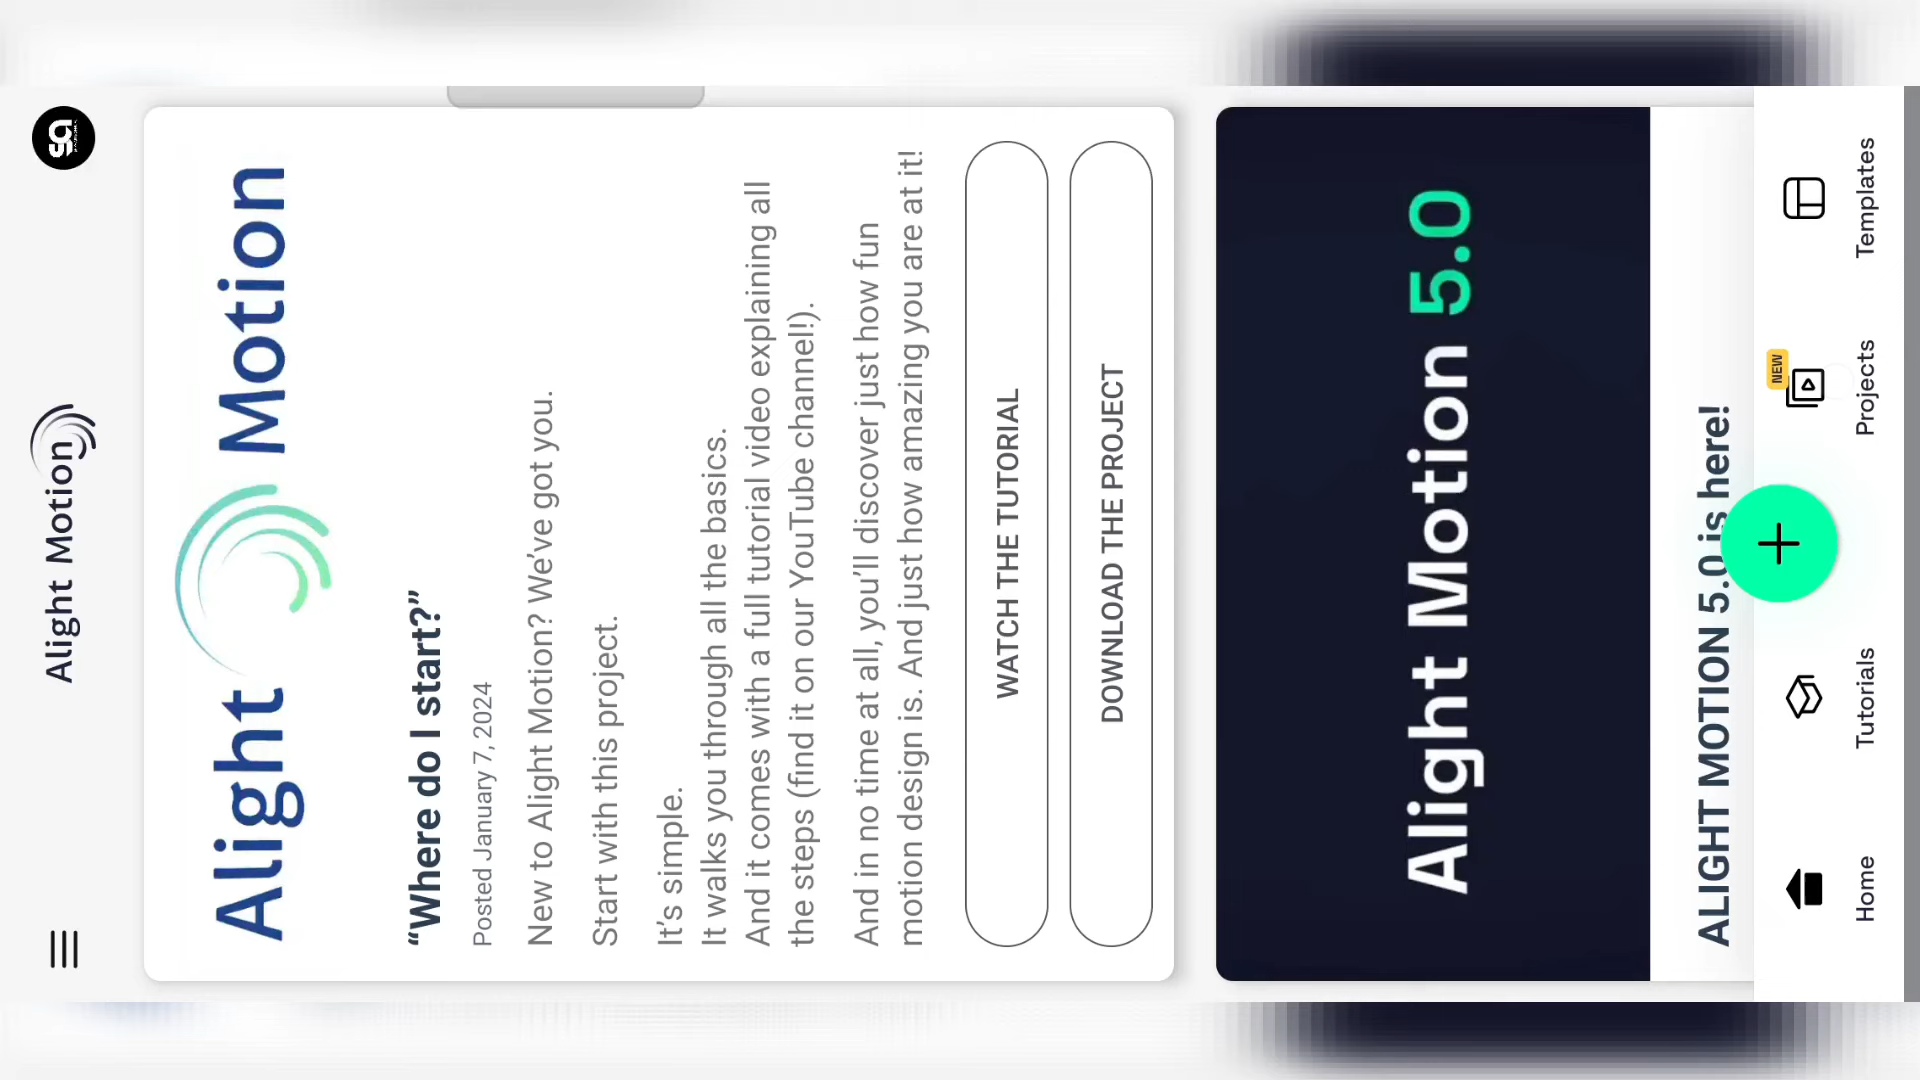 Alight Motion
sa
Alight Motion
“Where do I start?”
Posted January 7, 2024
New to Alight Motion? We’ve got you.
Start with this project.
It’s simple.
It walks you through all the basics.
And it comes with a full tutorial video explaining all
the steps (find it on our YouTube channel!).
And in no time at all, you’ll discover just how fun
motion design is. And just how amazing you are at it!
WATCH THE TUTORIAL
DOWNLOAD THE PROJECT
Alight Motion 5.0
ALIGHT MOTION 5.0 is here!
Home
Tutorials
NEW
Projects
Templates